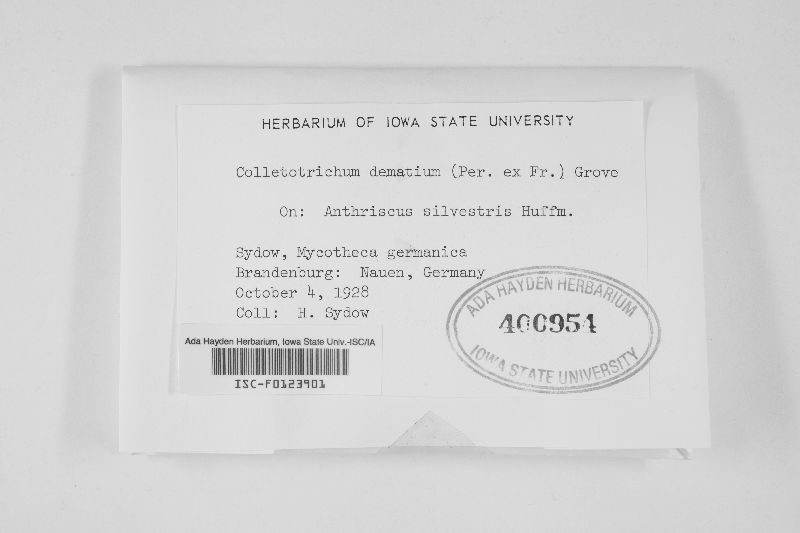 HERBARIUM OF IOWA STATE UNIVERSITY
Colletotrichum dematium (Per. ex Fr.) Grove
On: Anthriscus silvestris Huffm.
Sydow, Mycotheca germanica
Brandenburg: Nauen, Germany
October 4, 1928
Coll: H. Sydow
ADA HAYDEN HERBARIUM
400954
IOWA STATE UNIVERSITY
Ada Hayden Herbarium, Iowa State Univ.-ISC/IA
ISC-F0123901